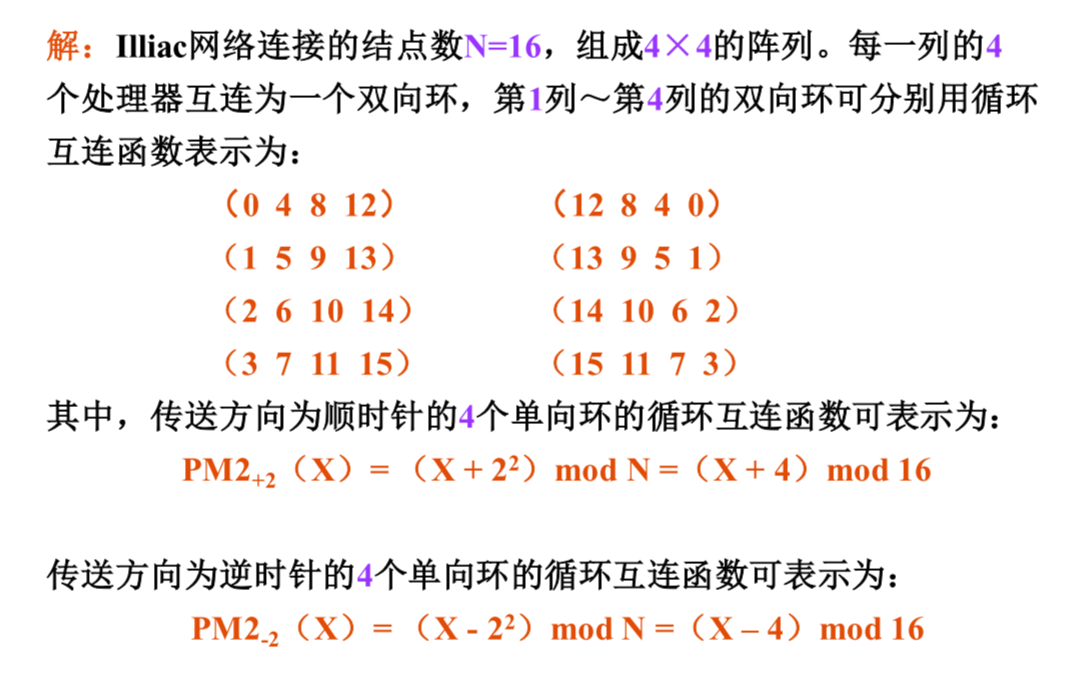 解：Illiac网络连接的结点数N=16，组成4×4的阵列。每一列的4
个处理器互连为一个双向环，第1列～第4列的双向环可分别用循环
互连函数表示为：
（0 4 8 12） （12 8 4 0）
（1 5 9 13） （13 9 5 1）
（2 6 10 14） （14 10 6 2）
（3 7 11 15） （15 11 7 3）
其中，传送方向为顺时针的4个单向环的循环互连函数可表示为：
PM2₊₂（X）=（X + 2²）mod N =（X + 4）mod 16
传送方向为逆时针的4个单向环的循环互连函数可表示为：
PM2₋₂（X）=（X - 2²）mod N =（X – 4）mod 16